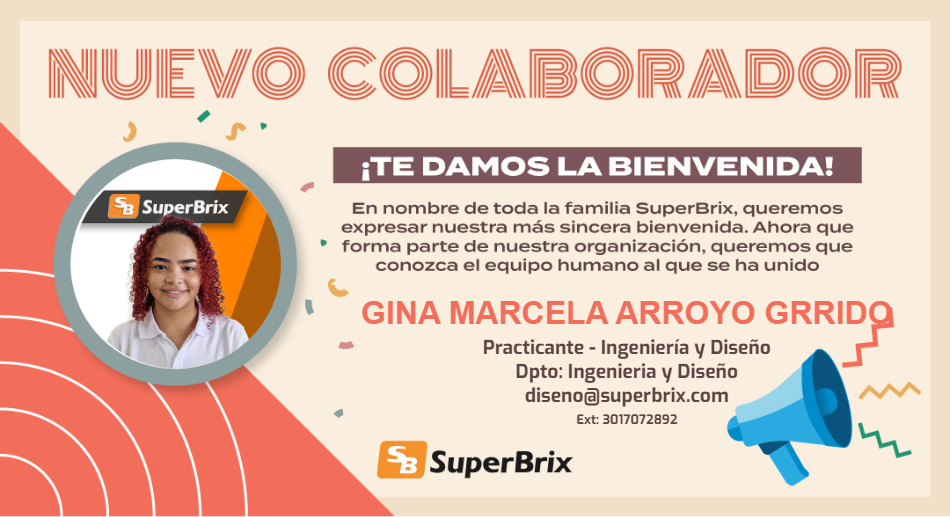 NUEVO COLABORADOR
¡TE DAMOS LA BIENVENIDA!
SB SuperBrix
En nombre de toda la familia SuperBrix, queremos
expresar nuestra más sincera bienvenida. Ahora que
forma parte de nuestra organización, queremos que
conozca el equipo humano al que se ha unido
GINA MARCELA ARROYO GRRIDO
Practicante - Ingeniería y Diseño
Dpto: Ingenieria y Diseño
diseno@superbrix.com
Ext: 3017072892
SB SuperBrix